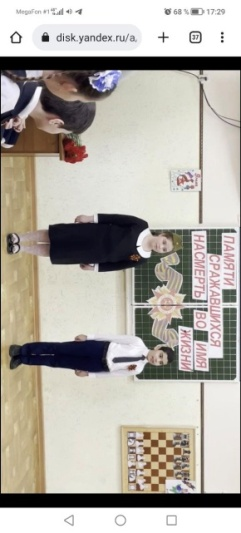 MegaFon #1
68 %
17:29
disk.yandex.ru/a
37
ПАМЯТИ
СРАЖАВШИХСЯ
НАСМЕРТЬ ВО ИМЯ
ЖИЗНИ